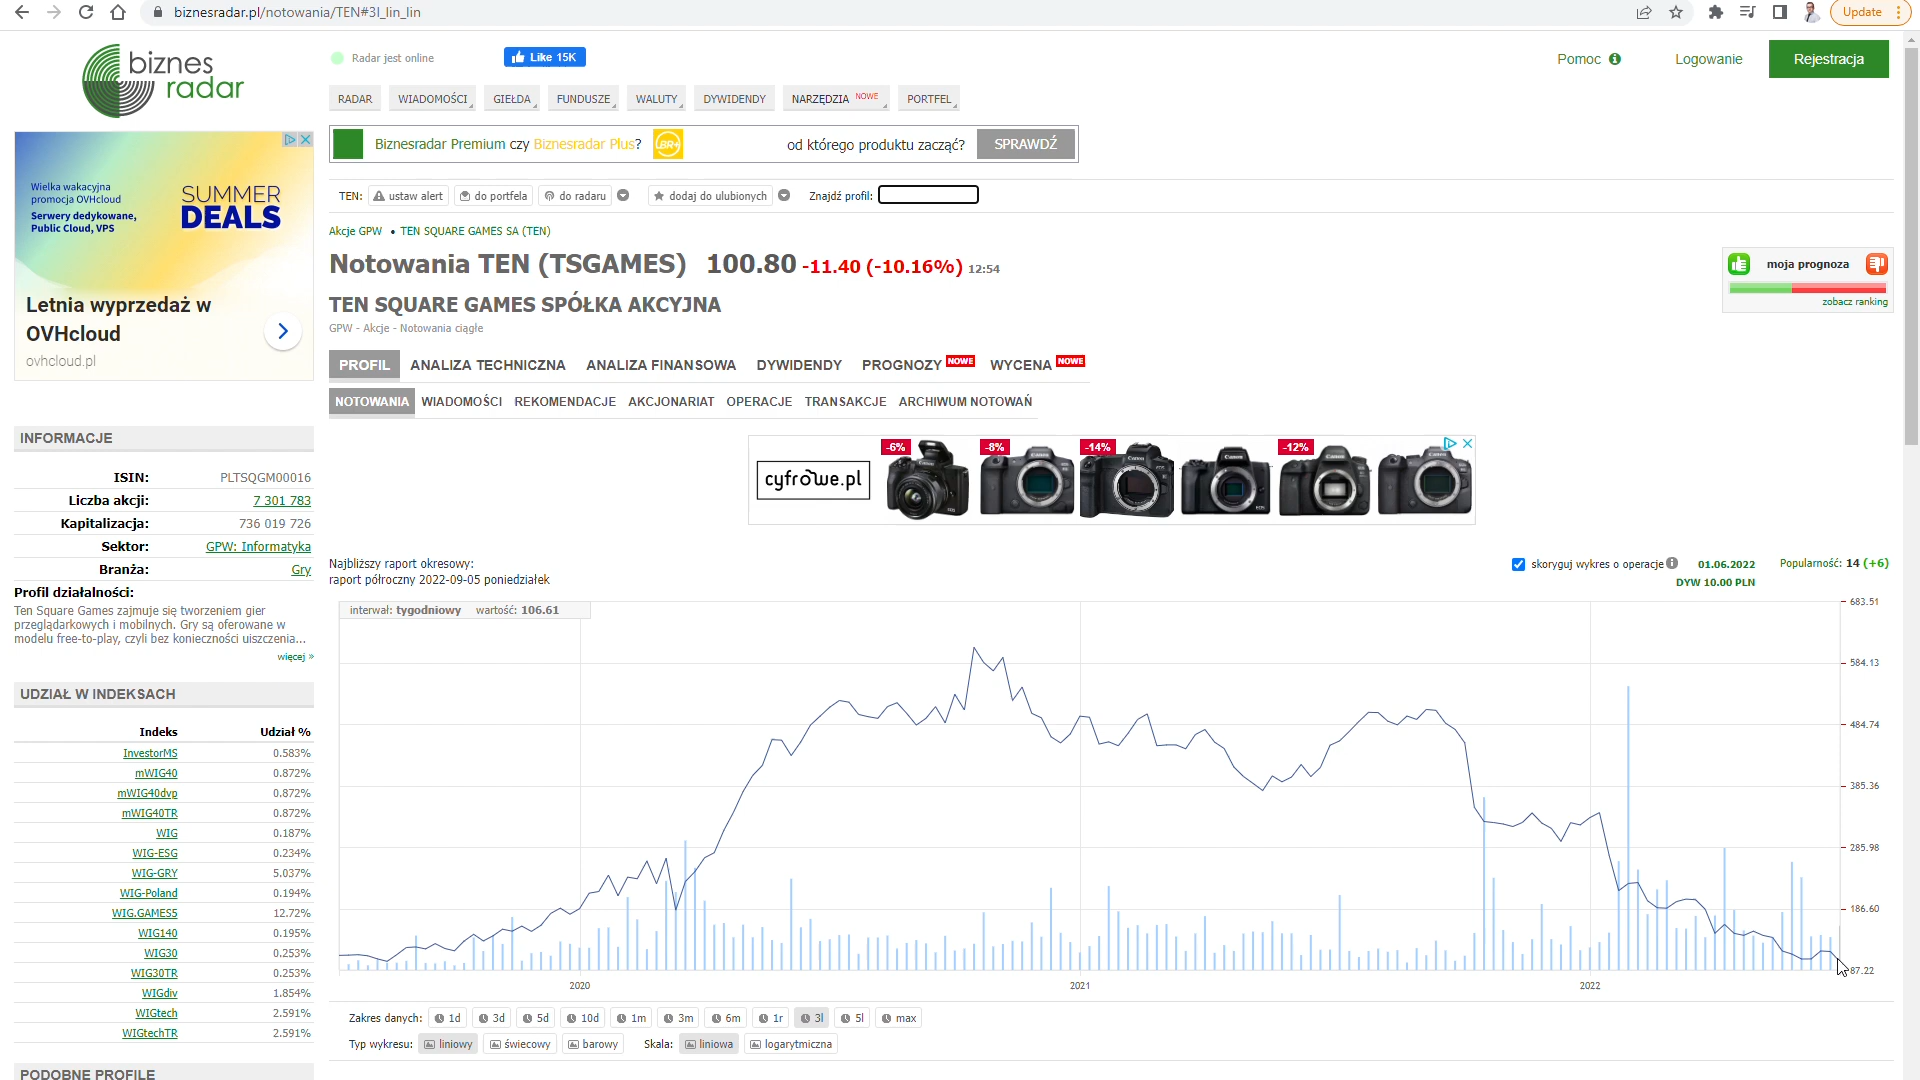 biznesradar.pl/notowania/TEN#3l_lin_lin
Update
biznes
radar
Radar jest online
Like 15K
Pomoc
Logowanie
Rejestracja
RADAR
WIADOMOŚCI
GIEŁDA
FUNDUSZE
WALUTY
DYWIDENDY
NARZĘDZIA NOWE
PORTFEL
Biznesradar Premium czy Biznesradar Plus?
BR+
od którego produktu zacząć?
SPRAWDŹ
Wielka wakacyjna
promocja OVHcloud
Serwery dedykowane,
Public Cloud, VPS
SUMMER
DEALS
Letnia wyprzedaż w
OVHcloud
ovhcloud.pl
TEN: ustaw alert do portfela do radaru dodaj do ulubionych Znajdź profil:
Akcje GPW • TEN SQUARE GAMES SA (TEN)
Notowania TEN (TSGAMES) 100.80 -11.40 (-10.16%) 12:54
TEN SQUARE GAMES SPÓŁKA AKCYJNA
GPW - Akcje - Notowania ciągłe
moja prognoza
zobacz ranking
PROFIL ANALIZA TECHNICZNA ANALIZA FINANSOWA DYWIDENDY PROGNOZY NOWE WYCENA NOWE
NOTOWANIA WIADOMOŚCI REKOMENDACJE AKCJONARIAT OPERACJE TRANSAKCJE ARCHIWUM NOTOWAŃ
cyfrowe.pl
-6%
-8%
-14%
-12%
INFORMACJE
ISIN: PLTSQGM00016
Liczba akcji: 7 301 783
Kapitalizacja: 736 019 726
Sektor: GPW: Informatyka
Branża: Gry
Profil działalności:
Ten Square Games zajmuje się tworzeniem gier
przeglądarkowych i mobilnych. Gry są oferowane w
modelu free-to-play, czyli bez konieczności uiszczenia...
więcej »
UDZIAŁ W INDEKSACH
Indeks Udział %
InvestorMS 0.583%
mWIG40 0.872%
mWIG40dvp 0.872%
mWIG40TR 0.872%
WIG 0.187%
WIG-ESG 0.234%
WIG-GRY 5.037%
WIG-Poland 0.194%
WIG.GAMES5 12.72%
WIG140 0.195%
WIG30 0.253%
WIG30TR 0.253%
WIGdiv 1.854%
WIGtech 2.591%
WIGtechTR 2.591%
PODOBNE PROFILE
Najbliższy raport okresowy:
raport półroczny 2022-09-05 poniedziałek
skoryguj wykres o operacje
01.06.2022
DYW 10.00 PLN
Popularność: 14 (+6)
interwał: tygodniowy wartość: 106.61
683.51
584.13
484.74
385.36
285.98
186.60
87.22
2020
2021
2022
Zakres danych: 1d 3d 5d 10d 1m 3m 6m 1r 3l 5l max
Typ wykresu: liniowy świecowy barowy Skala: liniowa logarytmiczna